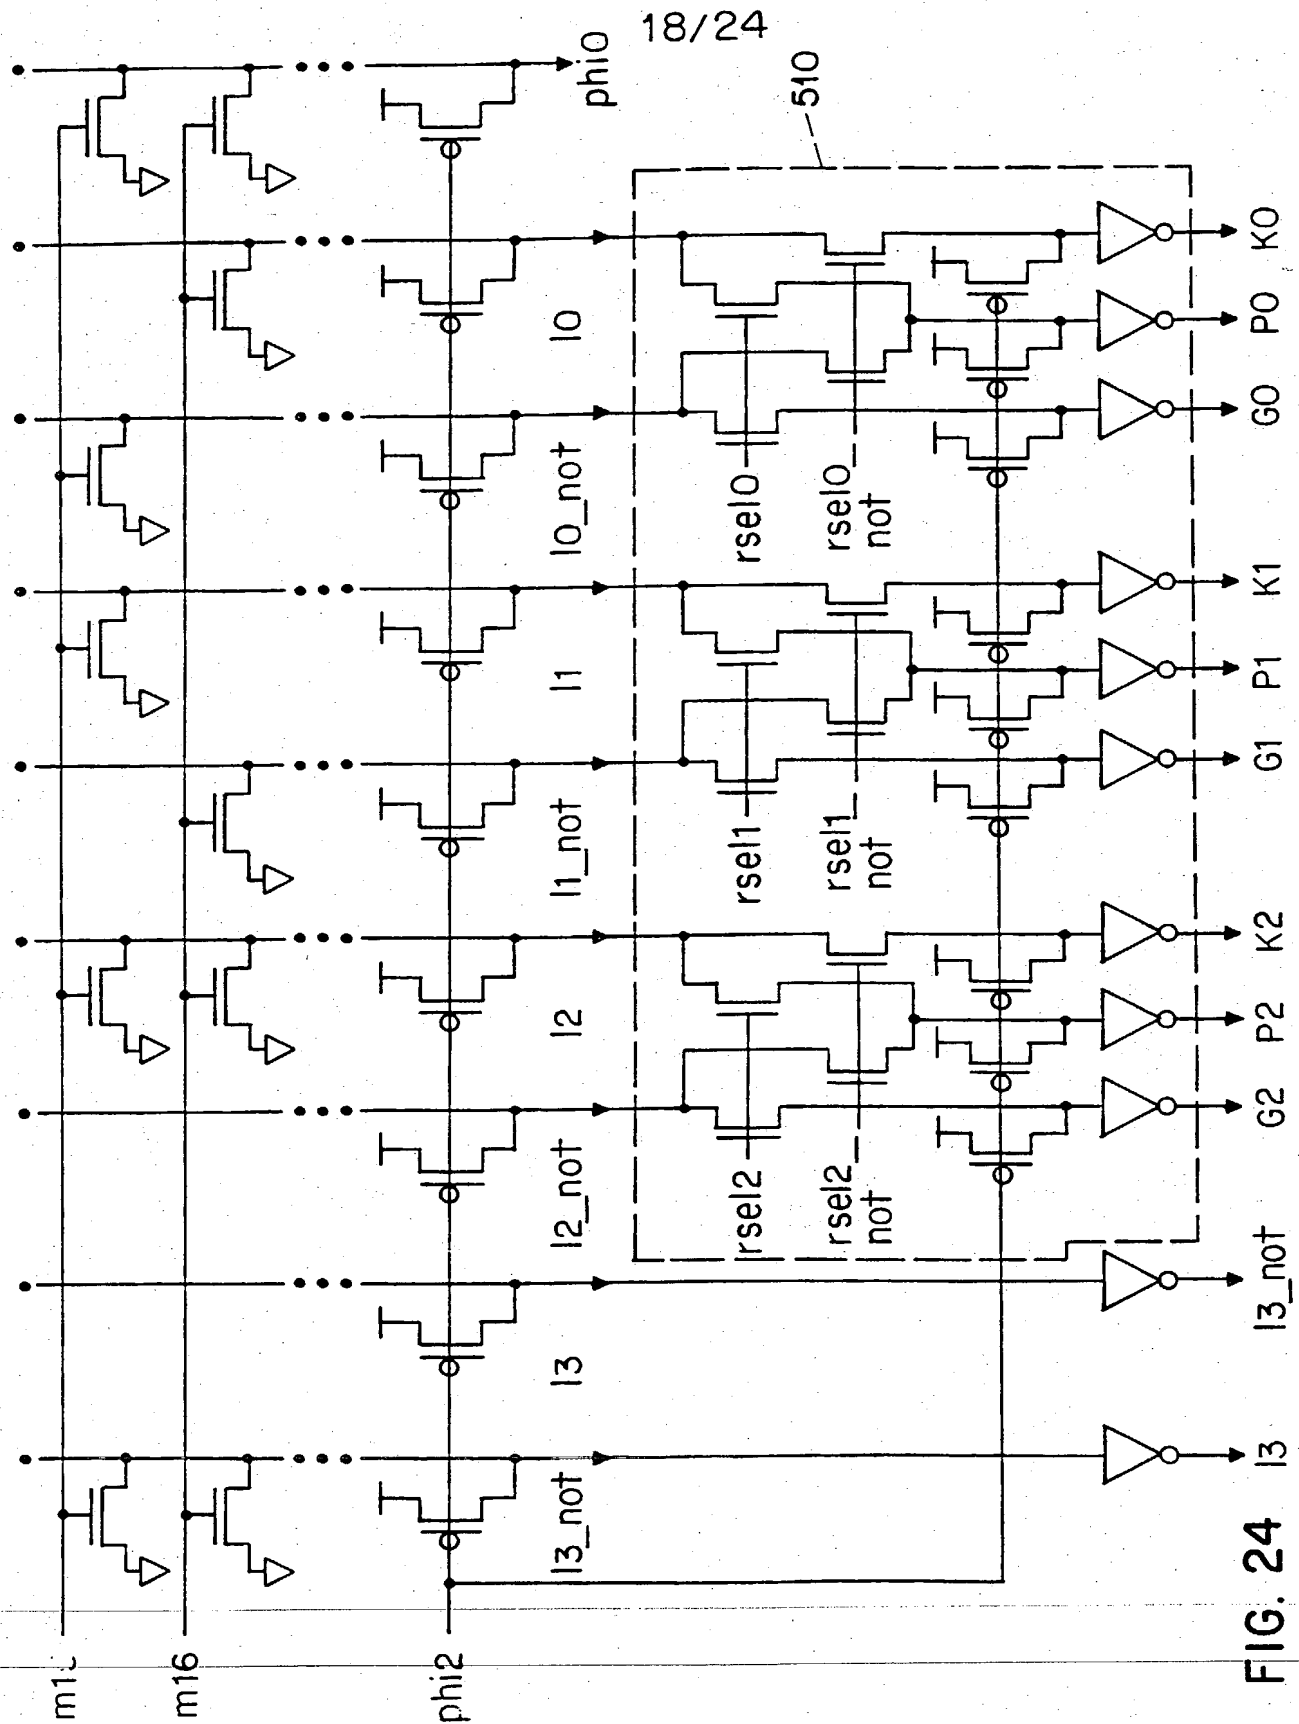 18/24
m16
phi2
phi0
I3_not
I3
I2_not
I2
I1_not
I1
I0_not
I0
510
rsel2
rsel2_
not
rsel1
rsel1_
not
rsel0
rsel0_
not
I3
I3_not
G2
P2
K2
G1
P1
K1
G0
P0
K0
FIG. 24